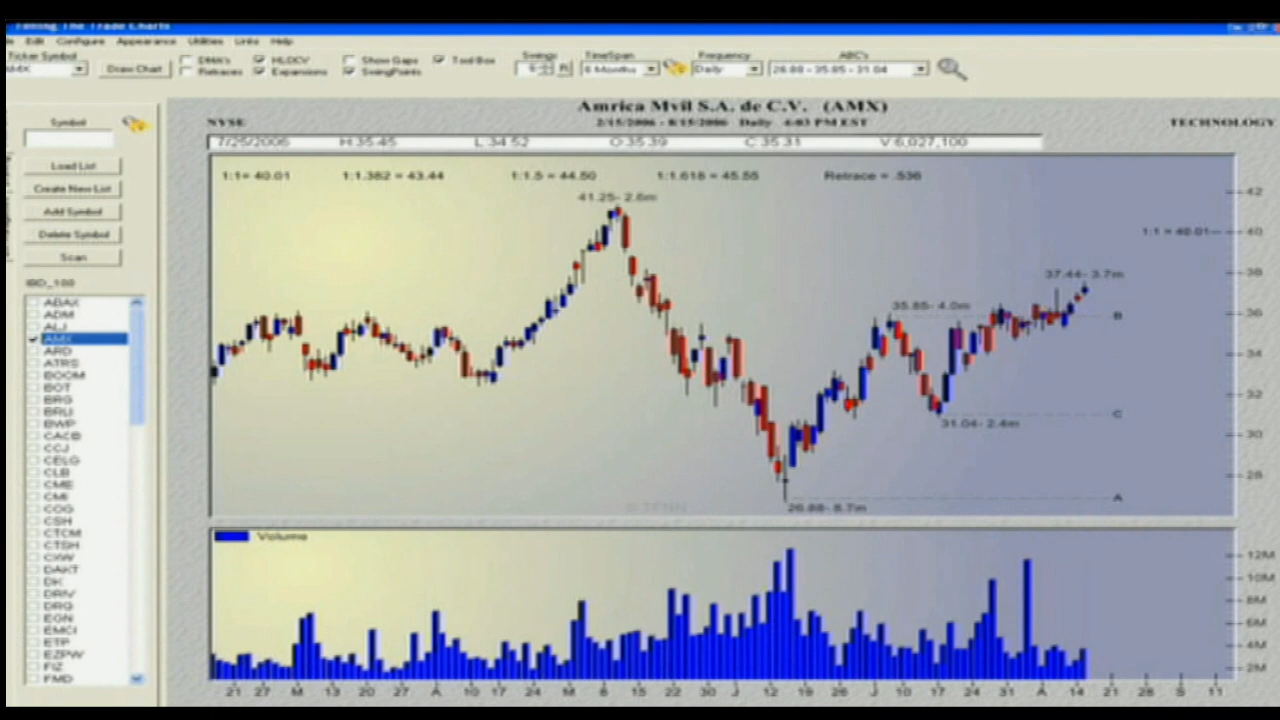 Timing The Trade Charts
Edit Configure Appearance Utilities Links Help
Ticker Symbol
AMX
Draw Chart
DMA's HLOCV Show Gaps Tool Box
Retraces Expansions SwingPoints
Swings TimeSpan Frequency ABC's
6 Months Daily 26.88 - 35.85 - 31.04
Amrica Mvil S.A. de C.V. (AMX)
NYSE 2/15/2006 - 8/15/2006 Daily 4:03 PM EST TECHNOLOGY
7/25/2006 H:35.45 L:34.52 O:35.39 C:35.31 V:6,027,100
1:1= 40.01 1:1.382 = 43.44 1:1.5 = 44.50 1:1.618 = 45.55 Retrace = .536
Symbol
Load List
Create New List
Add Symbol
Delete Symbol
Scan
IBD_100
ABAX
ADM
ALJ
AMX
ARD
ATRS
BOOM
BOT
BRG
BRLI
BWP
CACB
CCJ
CELG
CLB
CME
CMI
COG
CSH
CTCM
CTSH
CXW
DAKT
DK
DRIV
DRQ
EGN
EMCI
ETP
EZPW
FIZ
FMD
41.25- 2.6m
1:1 = 40.01
37.44- 3.7m
35.85- 4.0m
B
C
31.04- 2.4m
A
26.88- 8.7m
42
40
38
36
34
32
30
28
Volume
12M
10M
8M
6M
4M
2M
21 27 M 13 20 27 A 10 17 24 M 8 15 22 30 J 12 19 26 J 10 17 24 31 A 14 21 28 S 11